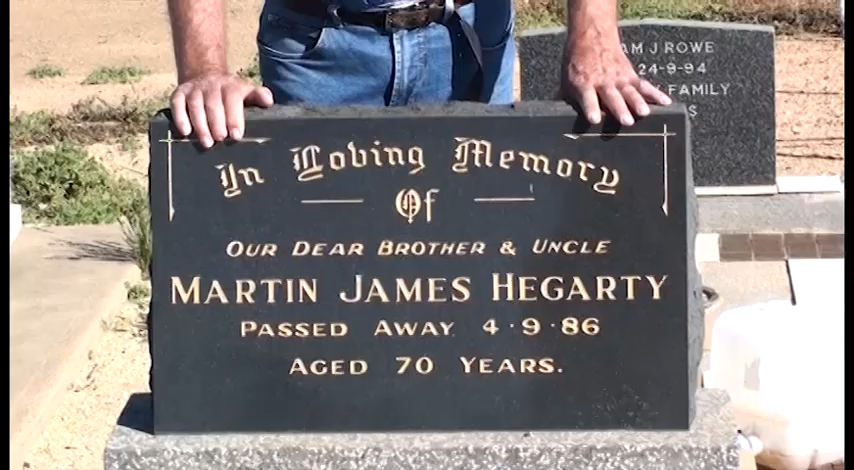 In Loving Memory
Of
OUR DEAR BROTHER & UNCLE
MARTIN JAMES HEGARTY
PASSED AWAY 4·9·86
AGED 70 YEARS.
AM J ROWE
24-9-94
FAMILY